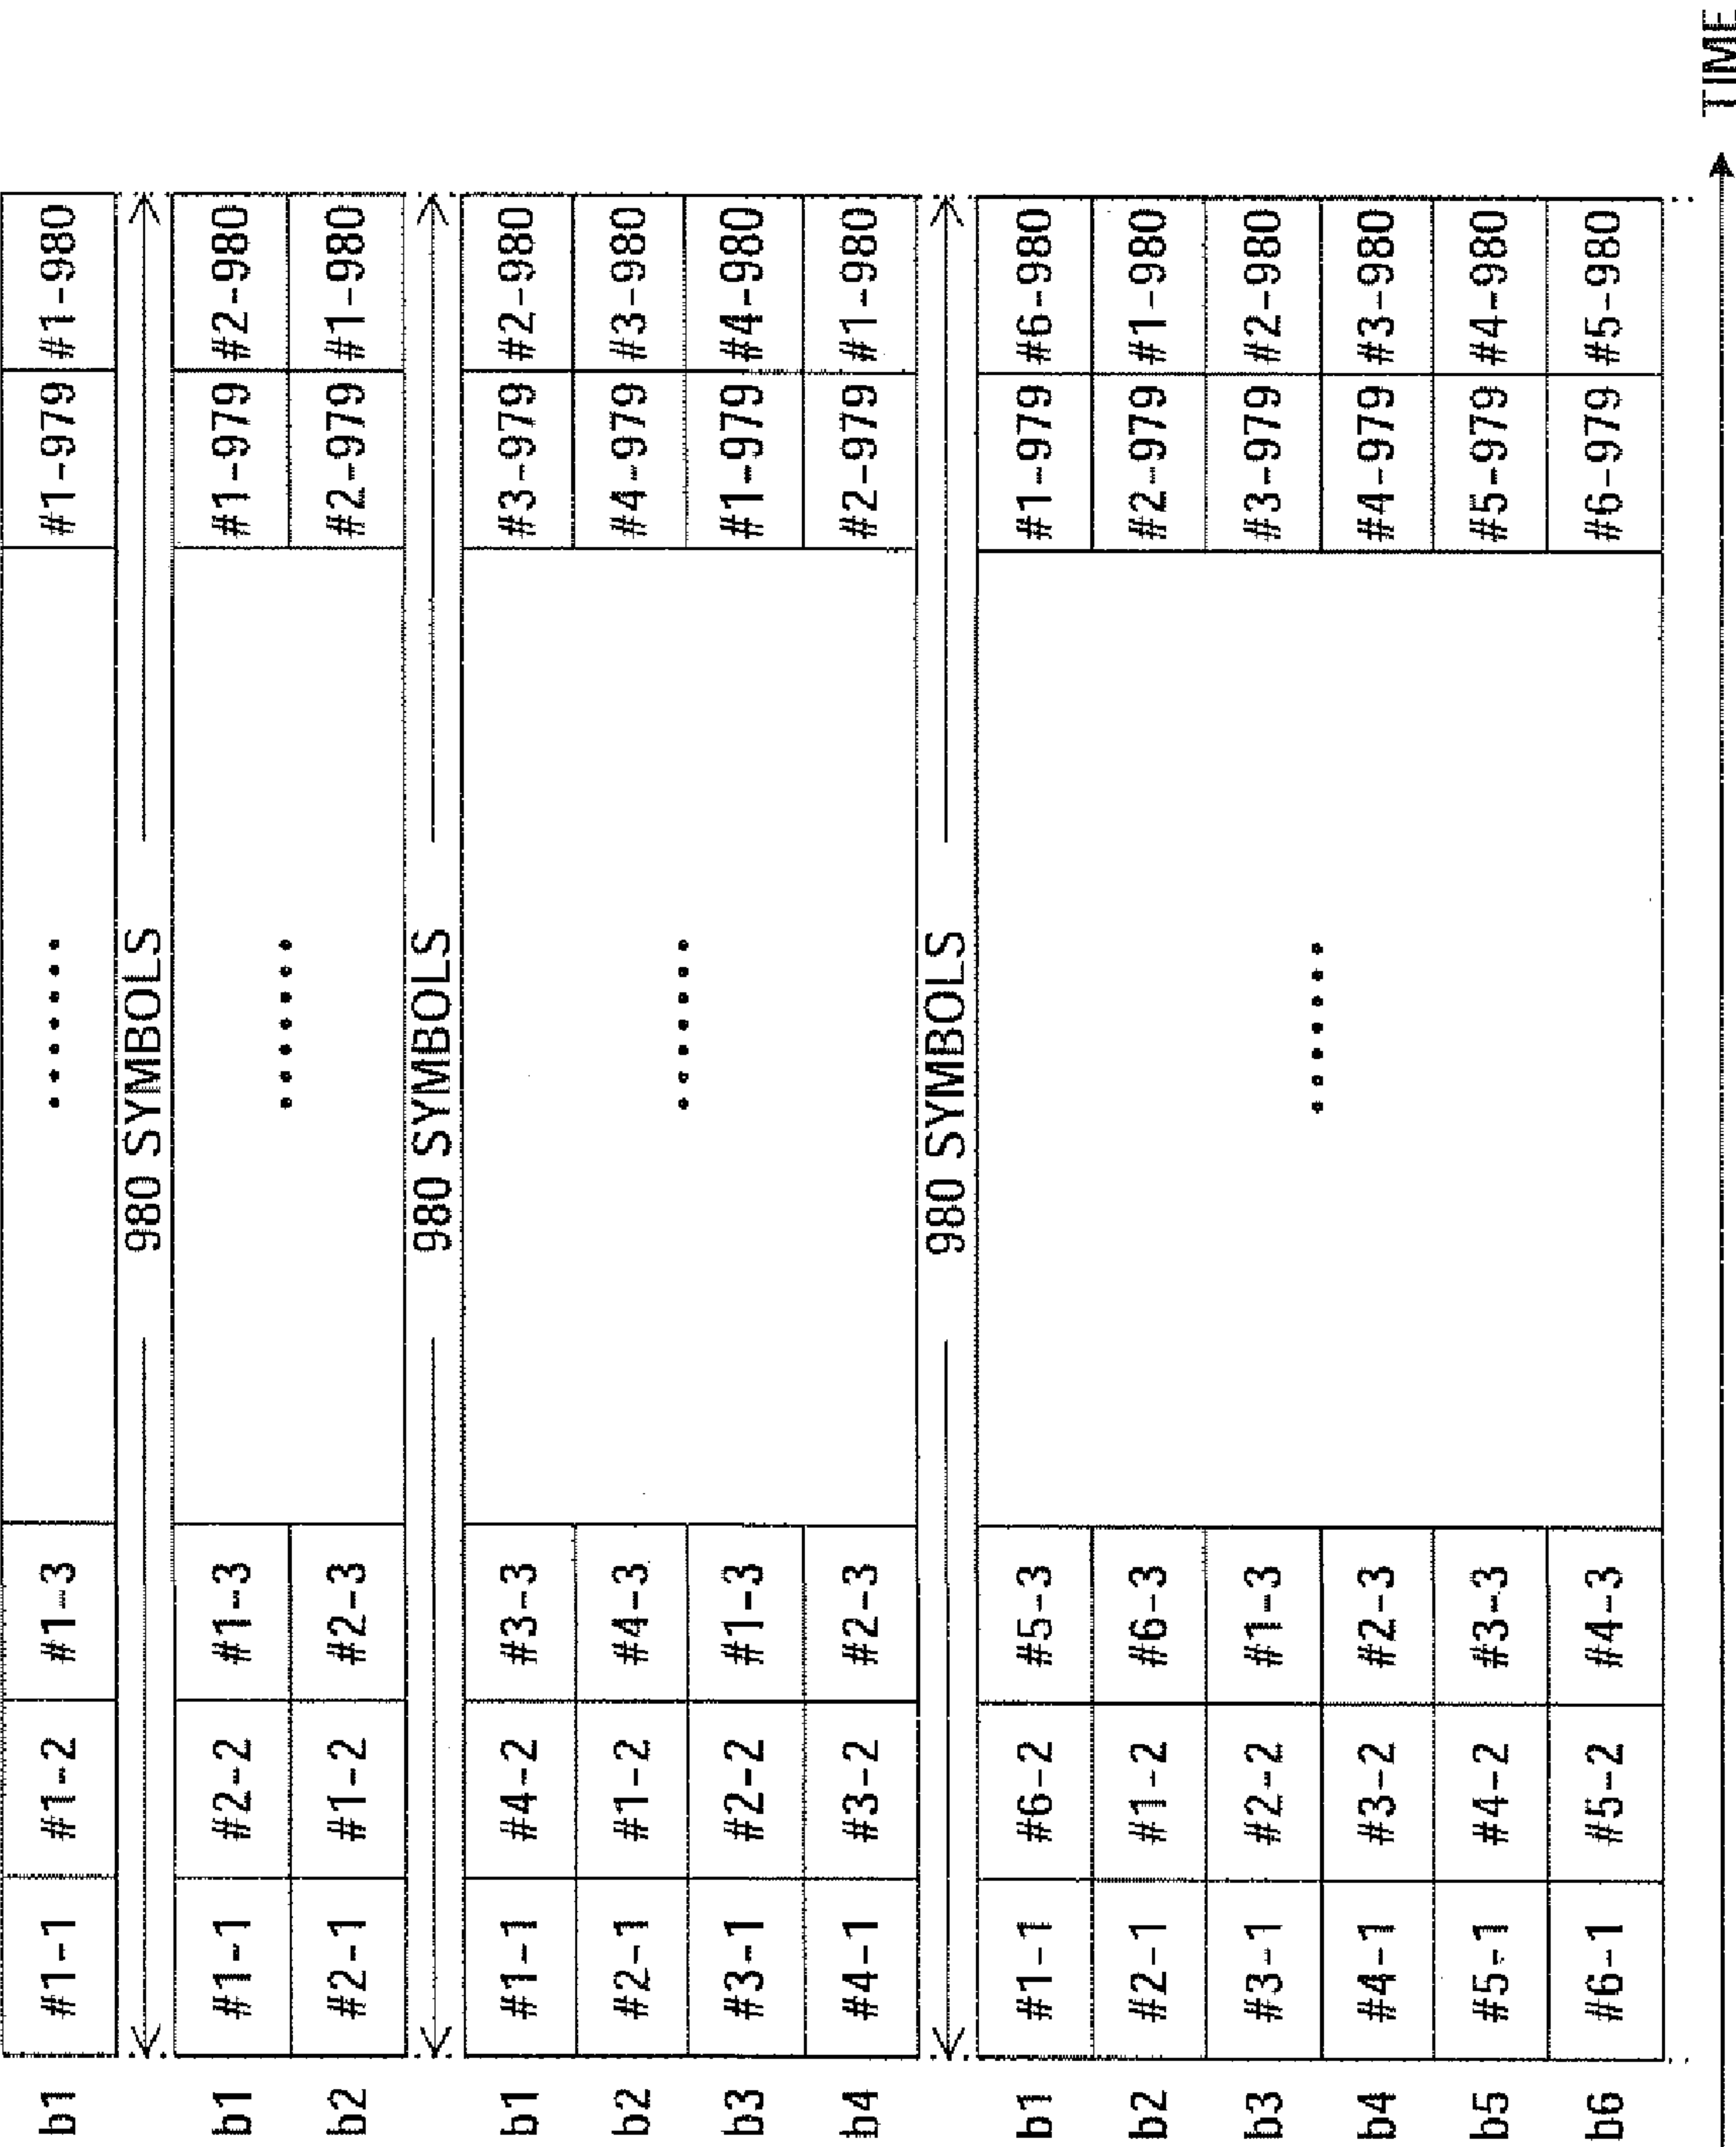 b1 #1-1 #1-2 #1-3 ······· #1-979 #1-980
980 SYMBOLS
b1 #1-1 #2-2 #1-3 ······· #1-979 #2-980
b2 #2-1 #1-2 #2-3 #2-979 #1-980
980 SYMBOLS
b1 #1-1 #4-2 #3-3 #3-979 #2-980
b2 #2-1 #1-2 #4-3 ······· #4-979 #3-980
b3 #3-1 #2-2 #1-3 #1-979 #4-980
b4 #4-1 #3-2 #2-3 #2-979 #1-980
980 SYMBOLS
b1 #1-1 #6-2 #5-3 #1-979 #6-980
b2 #2-1 #1-2 #6-3 #2-979 #1-980
b3 #3-1 #2-2 #1-3 ······· #3-979 #2-980
b4 #4-1 #3-2 #2-3 #4-979 #3-980
b5 #5-1 #4-2 #3-3 #5-979 #4-980
b6 #6-1 #5-2 #4-3 #6-979 #5-980
TIME